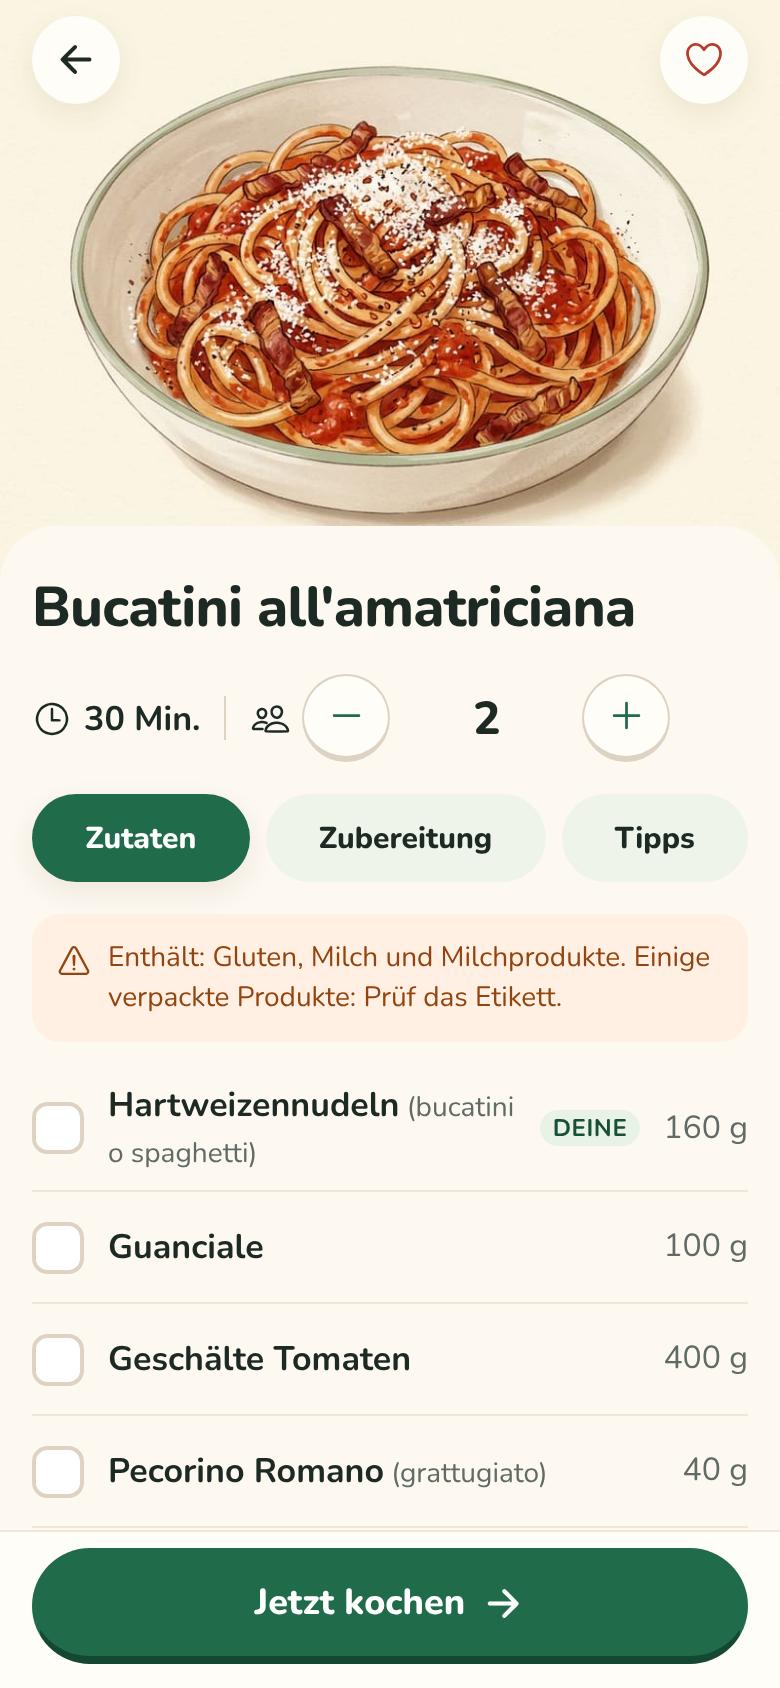 Bucatini all'amatriciana
30 Min.
2
Zutaten
Zubereitung
Tipps
Enthält: Gluten, Milch und Milchprodukte. Einige
verpackte Produkte: Prüf das Etikett.
Hartweizennudeln (bucatini
o spaghetti)
DEINE
160 g
Guanciale
100 g
Geschälte Tomaten
400 g
Pecorino Romano (grattugiato)
40 g
Jetzt kochen